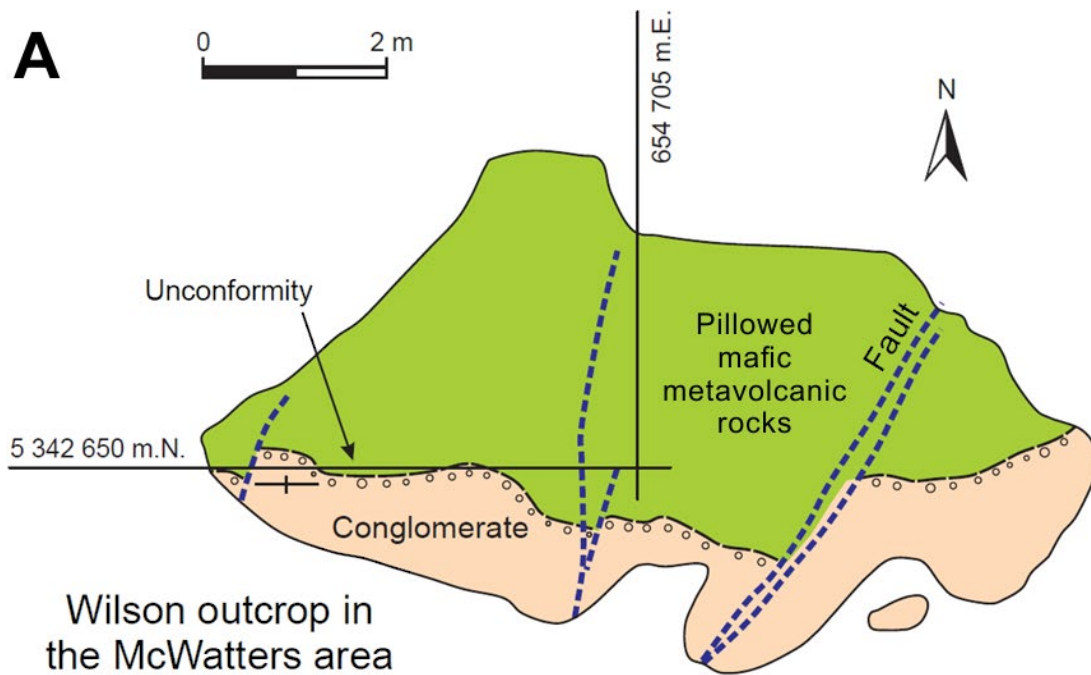 A
0 2 m
654 705 m.E.
N
Unconformity
Pillowed
mafic
metavolcanic
rocks
Fault
5 342 650 m.N.
Conglomerate
Wilson outcrop in
the McWatters area